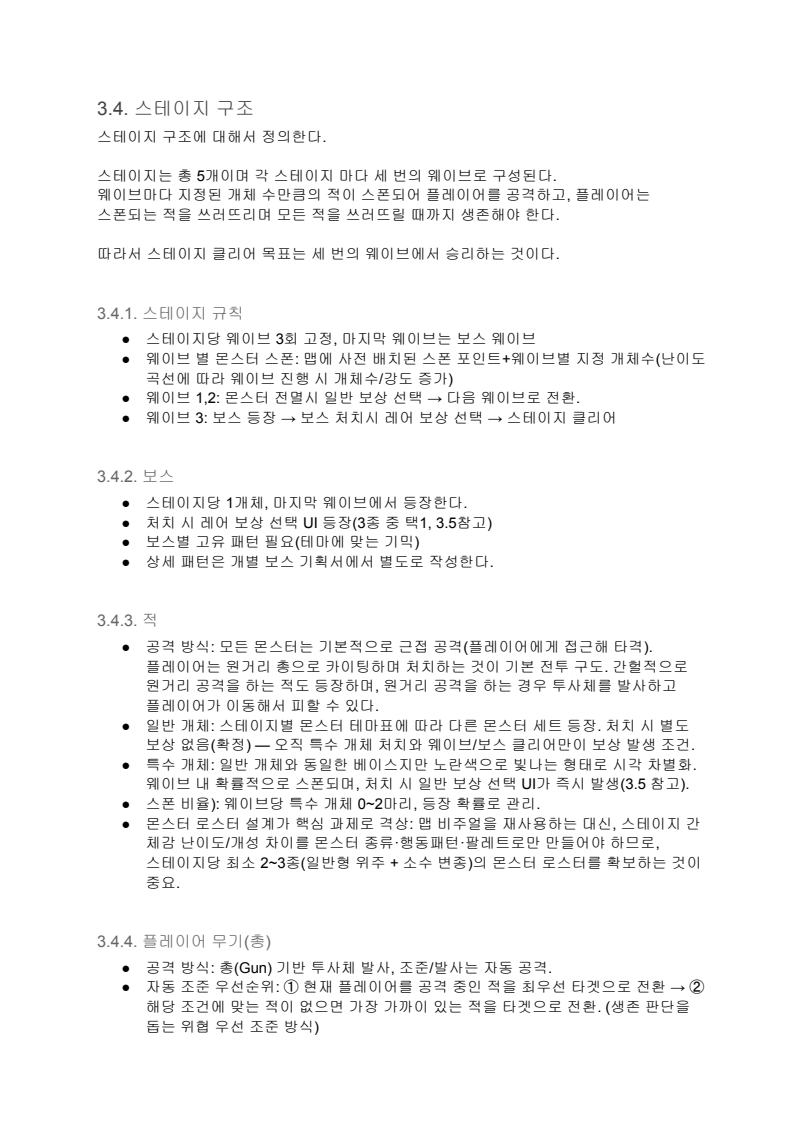 3.4. 스테이지 구조
스테이지 구조에 대해서 정의한다.
스테이지는 총 5개이며 각 스테이지 마다 세 번의 웨이브로 구성된다.
웨이브마다 지정된 개체 수만큼의 적이 스폰되어 플레이어를 공격하고, 플레이어는
스폰되는 적을 쓰러뜨리며 모든 적을 쓰러뜨릴 때까지 생존해야 한다.
따라서 스테이지 클리어 목표는 세 번의 웨이브에서 승리하는 것이다.
3.4.1. 스테이지 규칙
● 스테이지당 웨이브 3회 고정, 마지막 웨이브는 보스 웨이브
● 웨이브 별 몬스터 스폰: 맵에 사전 배치된 스폰 포인트+웨이브별 지정 개체수(난이도
곡선에 따라 웨이브 진행 시 개체수/강도 증가)
● 웨이브 1,2: 몬스터 전멸시 일반 보상 선택 → 다음 웨이브로 전환.
● 웨이브 3: 보스 등장 → 보스 처치시 레어 보상 선택 → 스테이지 클리어
3.4.2. 보스
● 스테이지당 1개체, 마지막 웨이브에서 등장한다.
● 처치 시 레어 보상 선택 UI 등장(3종 중 택1, 3.5참고)
● 보스별 고유 패턴 필요(테마에 맞는 기믹)
● 상세 패턴은 개별 보스 기획서에서 별도로 작성한다.
3.4.3. 적
● 공격 방식: 모든 몬스터는 기본적으로 근접 공격(플레이어에게 접근해 타격).
플레이어는 원거리 총으로 카이팅하며 처치하는 것이 기본 전투 구도. 간헐적으로
원거리 공격을 하는 적도 등장하며, 원거리 공격을 하는 경우 투사체를 발사하고
플레이어가 이동해서 피할 수 있다.
● 일반 개체: 스테이지별 몬스터 테마표에 따라 다른 몬스터 세트 등장. 처치 시 별도
보상 없음(확정) — 오직 특수 개체 처치와 웨이브/보스 클리어만이 보상 발생 조건.
● 특수 개체: 일반 개체와 동일한 베이스지만 노란색으로 빛나는 형태로 시각 차별화.
웨이브 내 확률적으로 스폰되며, 처치 시 일반 보상 선택 UI가 즉시 발생(3.5 참고).
● 스폰 비율): 웨이브당 특수 개체 0~2마리, 등장 확률로 관리.
● 몬스터 로스터 설계가 핵심 과제로 격상: 맵 비주얼을 재사용하는 대신, 스테이지 간
체감 난이도/개성 차이를 몬스터 종류·행동패턴·팔레트로만 만들어야 하므로,
스테이지당 최소 2~3종(일반형 위주 + 소수 변종)의 몬스터 로스터를 확보하는 것이
중요.
3.4.4. 플레이어 무기(총)
● 공격 방식: 총(Gun) 기반 투사체 발사, 조준/발사는 자동 공격.
● 자동 조준 우선순위: ① 현재 플레이어를 공격 중인 적을 최우선 타겟으로 전환 → ②
해당 조건에 맞는 적이 없으면 가장 가까이 있는 적을 타겟으로 전환. (생존 판단을
돕는 위협 우선 조준 방식)